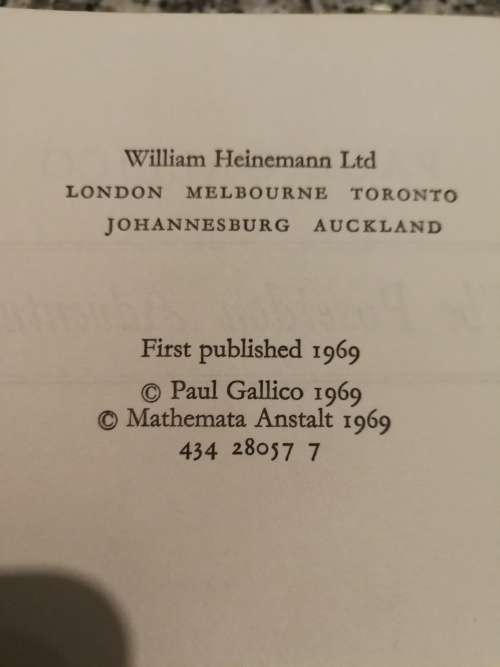 William Heinemann Ltd
LONDON MELBOURNE TORONTO
JOHANNESBURG AUCKLAND
First published 1969
© Paul Gallico 1969
© Mathemata Anstalt 1969
434 28057 7